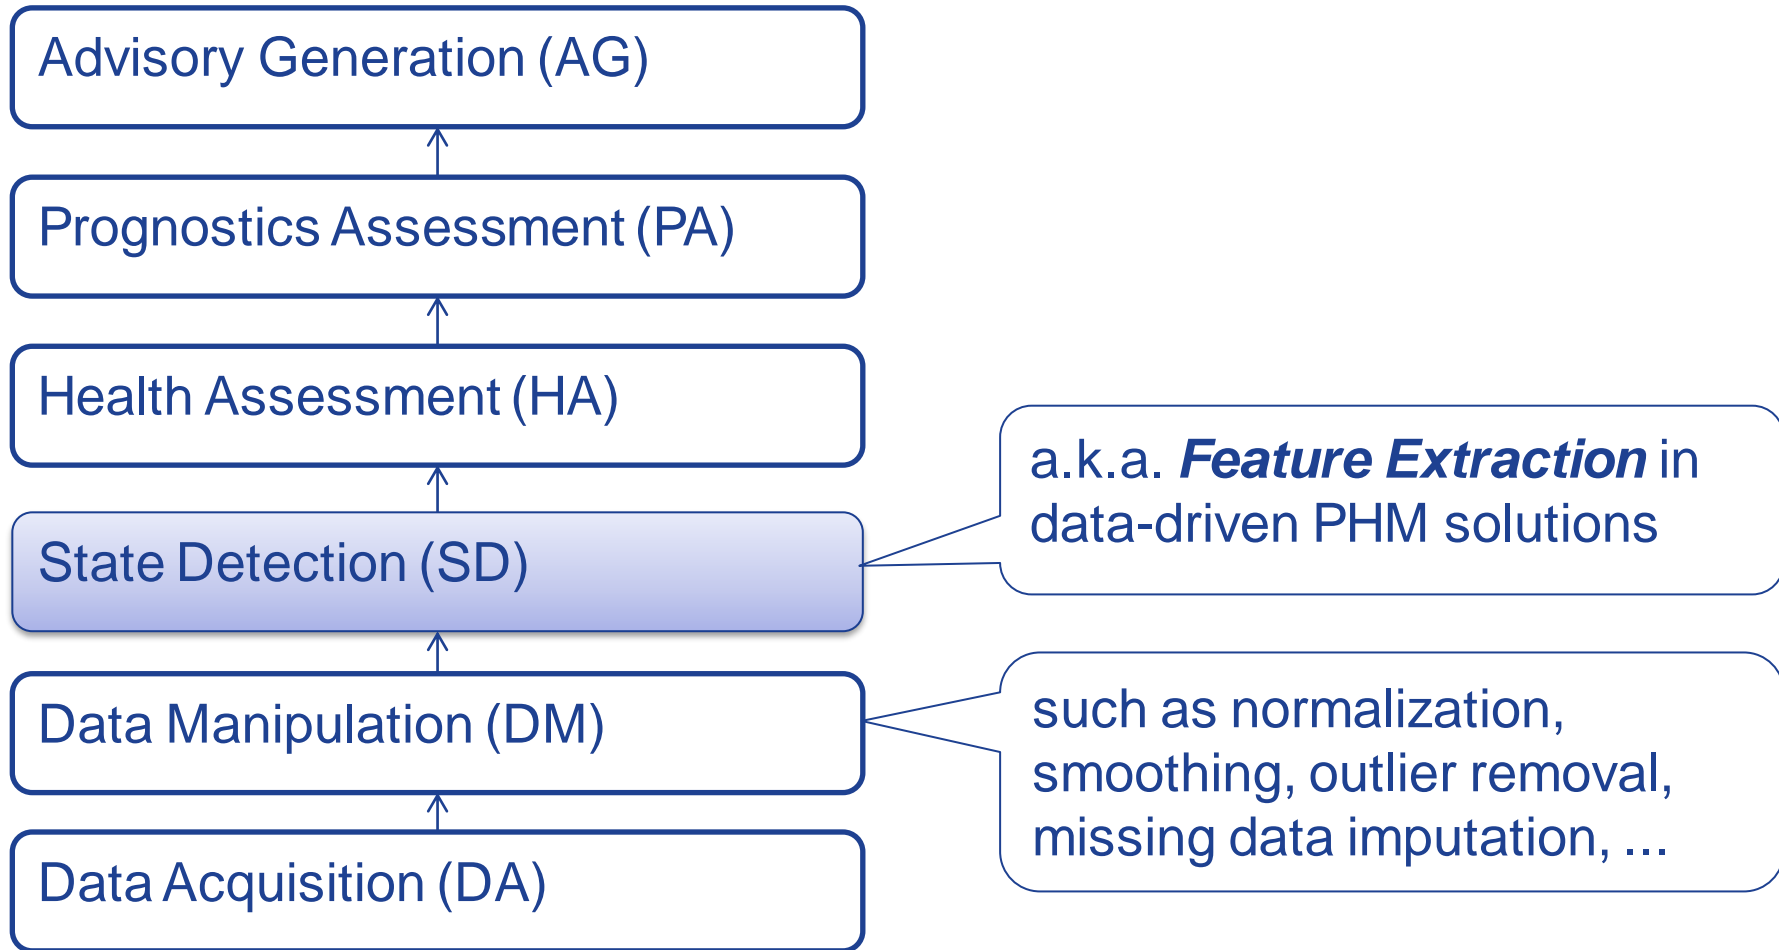 Advisory Generation (AG)
Prognostics Assessment (PA)
Health Assessment (HA)
a.k.a. Feature Extraction in
data-driven PHM solutions
State Detection (SD)
Data Manipulation (DM)
such as normalization,
smoothing, outlier removal,
missing data imputation, ...
Data Acquisition (DA)